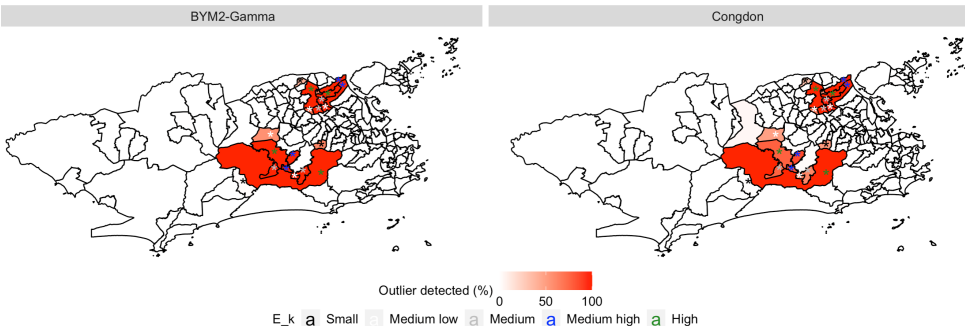 BYM2-Gamma Congdon
Outlier detected (%)
0 50 100
E_k a Small a Medium low a Medium a Medium high a High